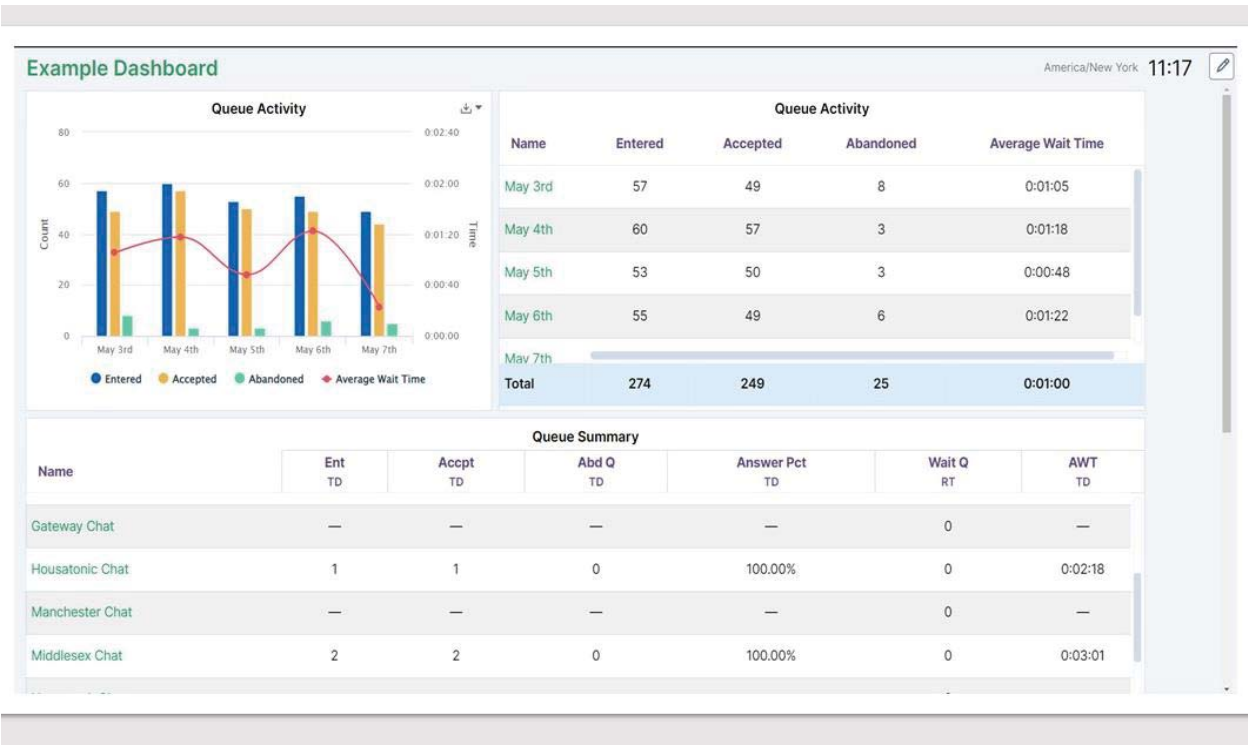 Example Dashboard
America/New York 11:17
Queue Activity
80
60
40
20
0
Count
0:02:40
0:02:00
0:01:20
0:00:40
0:00:00
Time
May 3rd May 4th May 5th May 6th May 7th
Entered Accepted Abandoned Average Wait Time
Queue Activity
Name Entered Accepted Abandoned Average Wait Time
May 3rd 57 49 8 0:01:05
May 4th 60 57 3 0:01:18
May 5th 53 50 3 0:00:48
May 6th 55 49 6 0:01:22
May 7th
Total 274 249 25 0:01:00
Queue Summary
Name Ent TD Accpt TD Abd Q TD Answer Pct TD Wait Q RT AWT TD
Gateway Chat — — — — 0 —
Housatonic Chat 1 1 0 100.00% 0 0:02:18
Manchester Chat — — — — 0 —
Middlesex Chat 2 2 0 100.00% 0 0:03:01